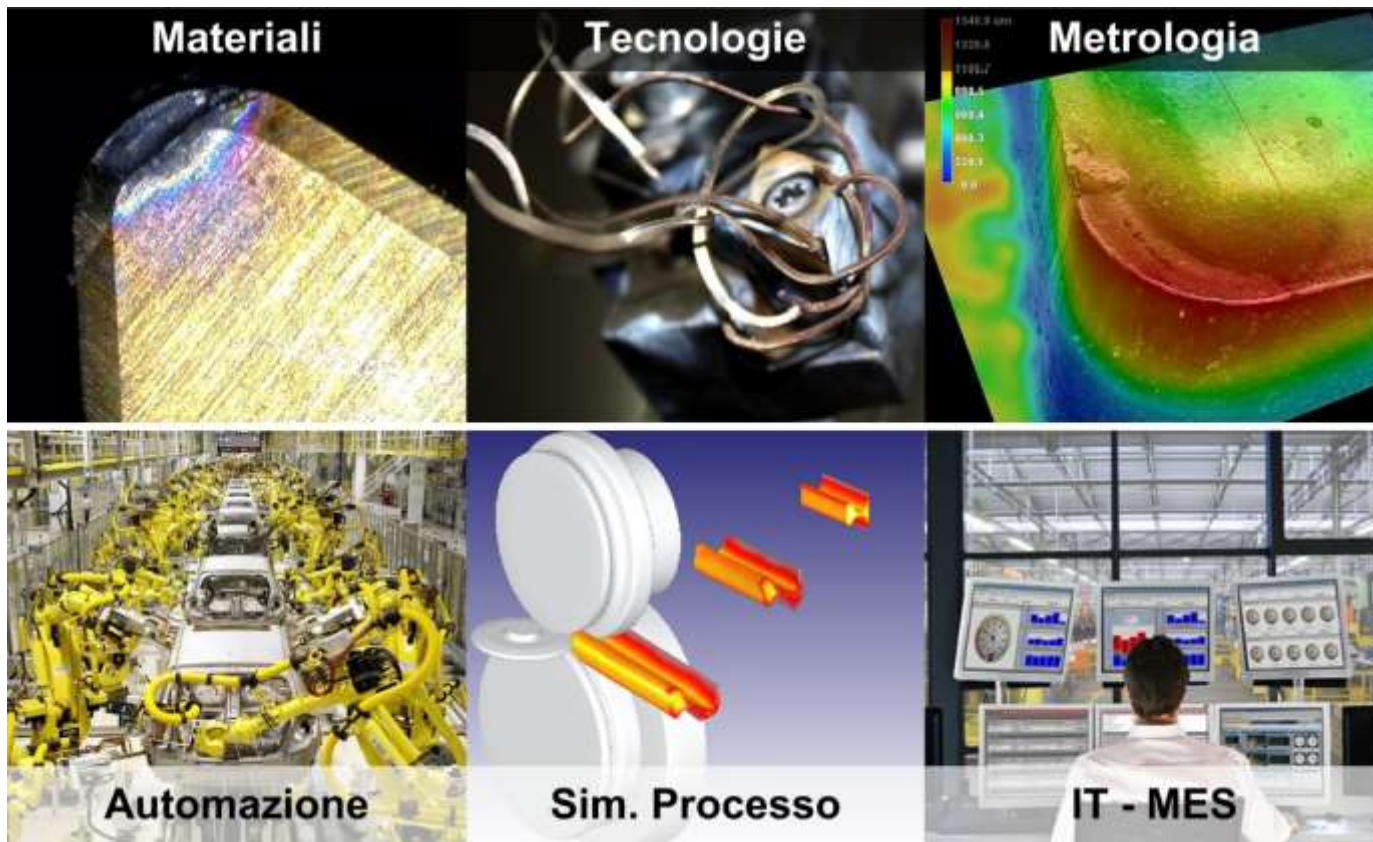 Materiali
Tecnologie
Metrologia
Automazione
Sim. Processo
IT - MES